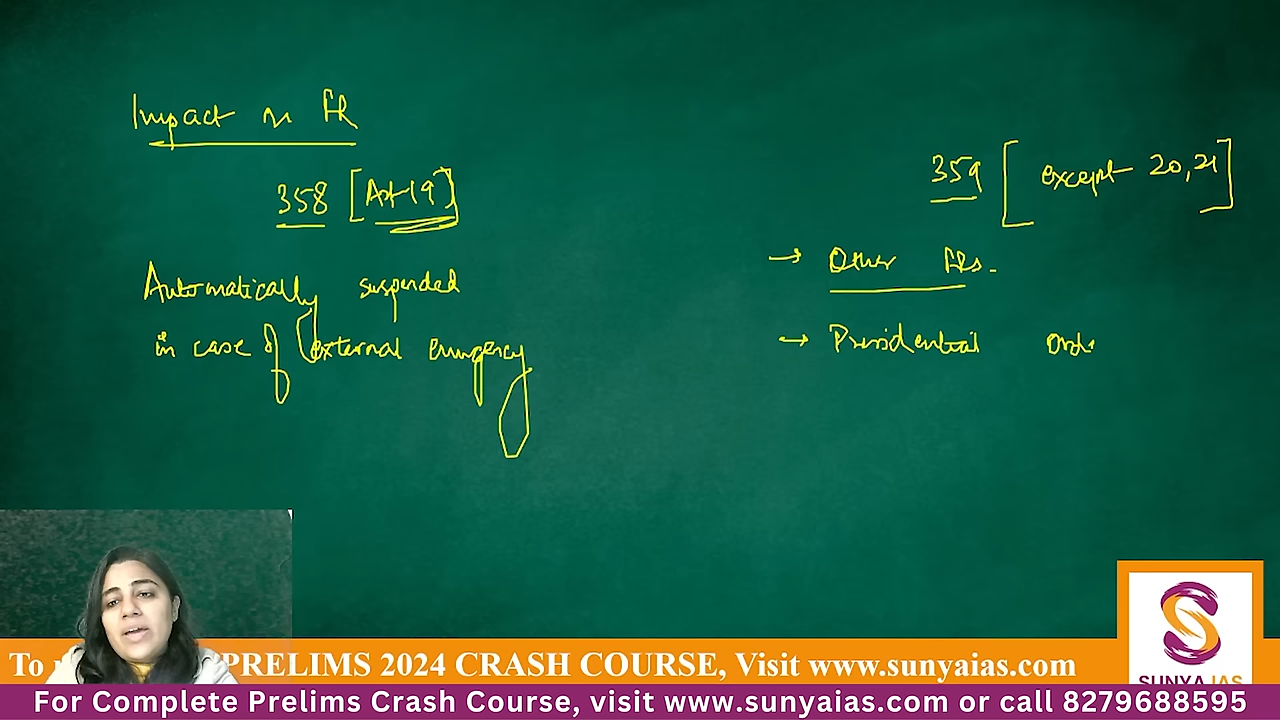 Impact on FR
358 [Art 19]
Automatically suspended
in case of external emergency
359 [except 20, 21]
→ Other FRs.
→ Presidential Orde
To PRELIMS 2024 CRASH COURSE, Visit www.sunyaias.com
SUNYA IAS
For Complete Prelims Crash Course, visit www.sunyaias.com or call 8279688595